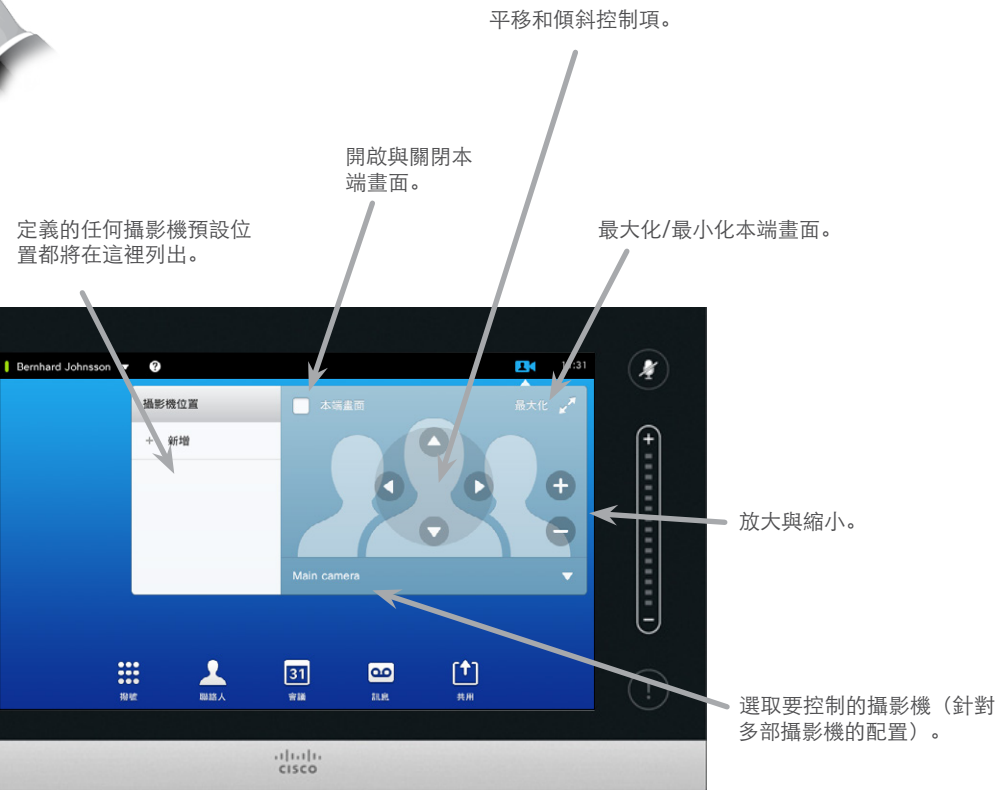 平移和傾斜控制項。
開啟與關閉本
端畫面。
定義的任何攝影機預設位
置都將在這裡列出。
最大化/最小化本端畫面。
Bernhard Johnsson
?
:31
攝影機位置
本端畫面
最大化
+ 新增
+
+
−
放大與縮小。
Main camera
−
31
撥號
聯絡人
會議
訊息
共用
!
選取要控制的攝影機（針對
多部攝影機的配置）。
CISCO